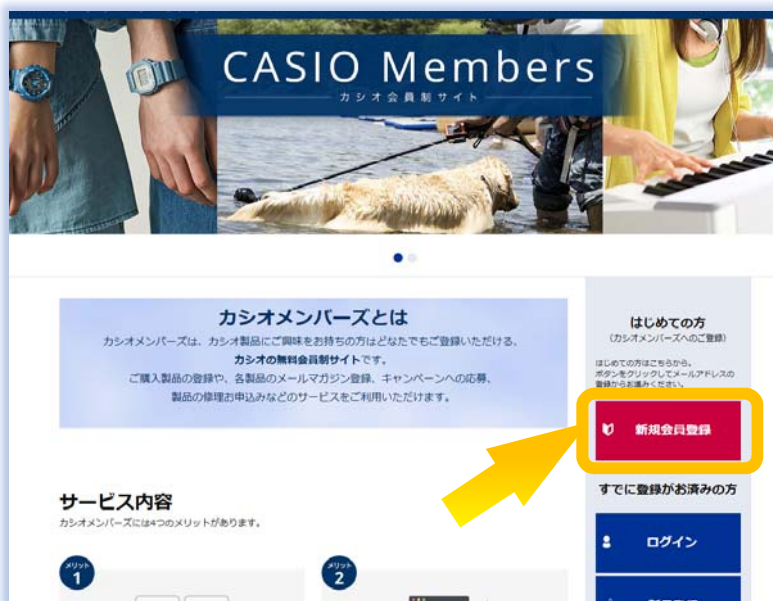 CASIO Members
カシオ会員制サイト
カシオメンバーズとは
カシオメンバーズは、カシオ製品にご興味をお持ちの方はどなたでもご登録いただける、
カシオの無料会員制サイトです。
ご購入製品の登録や、各製品のメールマガジン登録、キャンペーンへの応募、
製品の修理お申込みなどのサービスをご利用いただけます。
はじめての方
(カシオメンバーズへのご登録)
はじめての方はこちらから。
ボタンをクリックしてメールアドレスの
登録からお進みください。
新規会員登録
すでに登録がお済みの方
ログイン
サービス内容
カシオメンバーズには4つのメリットがあります。
メリット
1
メリット
2